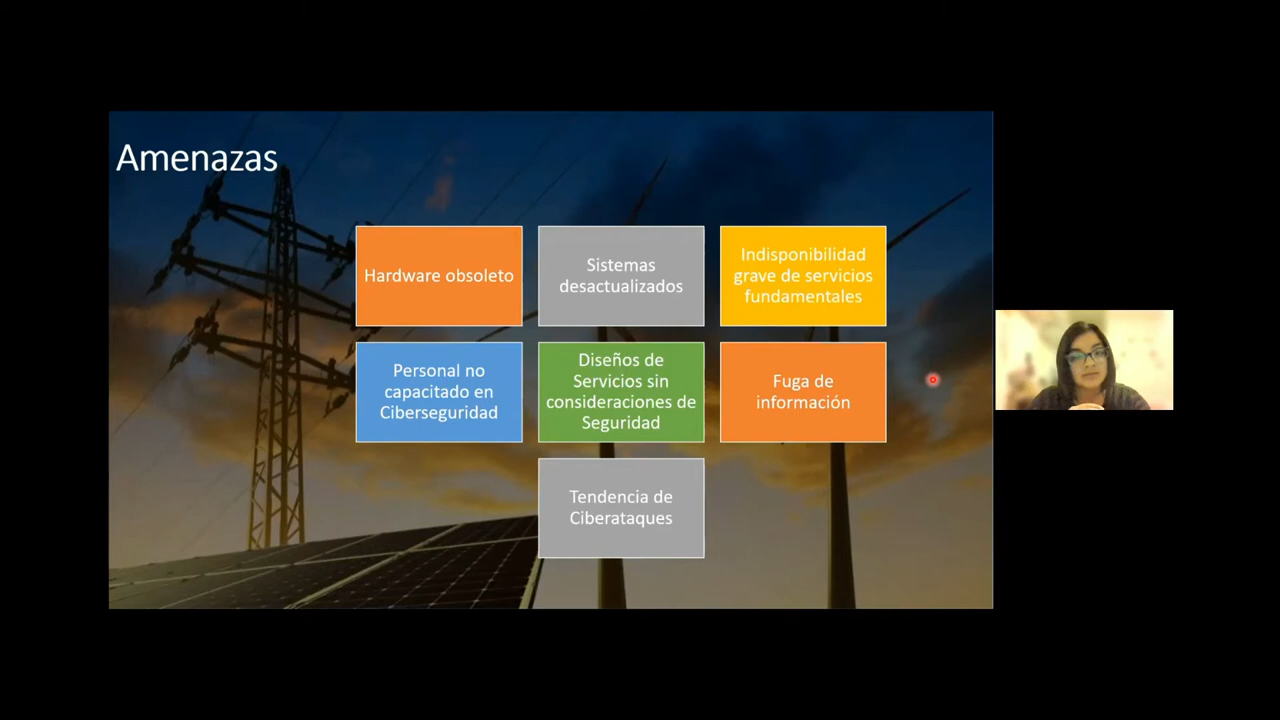 Amenazas
Hardware obsoleto
Sistemas
desactualizados
Indisponibilidad
grave de servicios
fundamentales
Personal no
capacitado en
Ciberseguridad
Diseños de
Servicios sin
consideraciones de
Seguridad
Fuga de
información
Tendencia de
Ciberataques